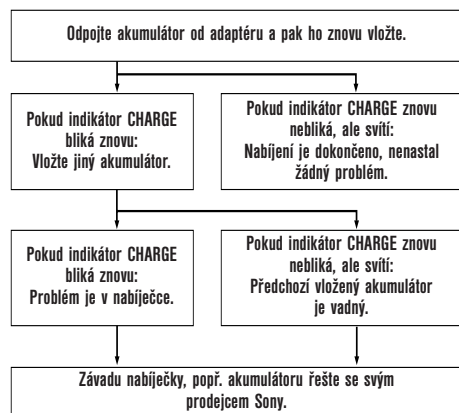 Odpojte akumulátor od adaptéru a pak ho znovu vložte.
Pokud indikátor CHARGE
bliká znovu:
Vložte jiný akumulátor.
Pokud indikátor CHARGE znovu
nebliká, ale svítí:
Nabíjení je dokončeno, nenastal
žádný problém.
Pokud indikátor CHARGE
bliká znovu:
Problém je v nabíječce.
Pokud indikátor CHARGE znovu
nebliká, ale svítí:
Předchozí vložený akumulátor
je vadný.
Závadu nabíječky, popř. akumulátoru řešte se svým
prodejcem Sony.